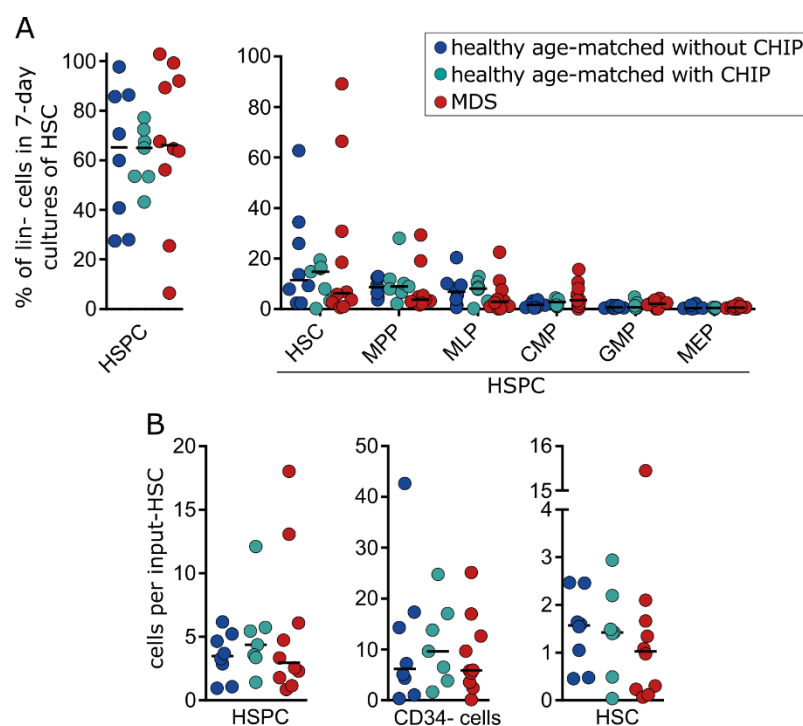 A
healthy age-matched without CHIP
healthy age-matched with CHIP
MDS
% of lin- cells in 7-day
cultures of HSC
100
80
60
40
20
0
HSPC
100
80
60
40
20
0
HSC
MPP
MLP
CMP
GMP
MEP
HSPC
B
cells per input-HSC
20
15
10
5
0
HSPC
50
40
30
20
10
0
CD34- cells
16
15
4
3
2
1
0
HSC